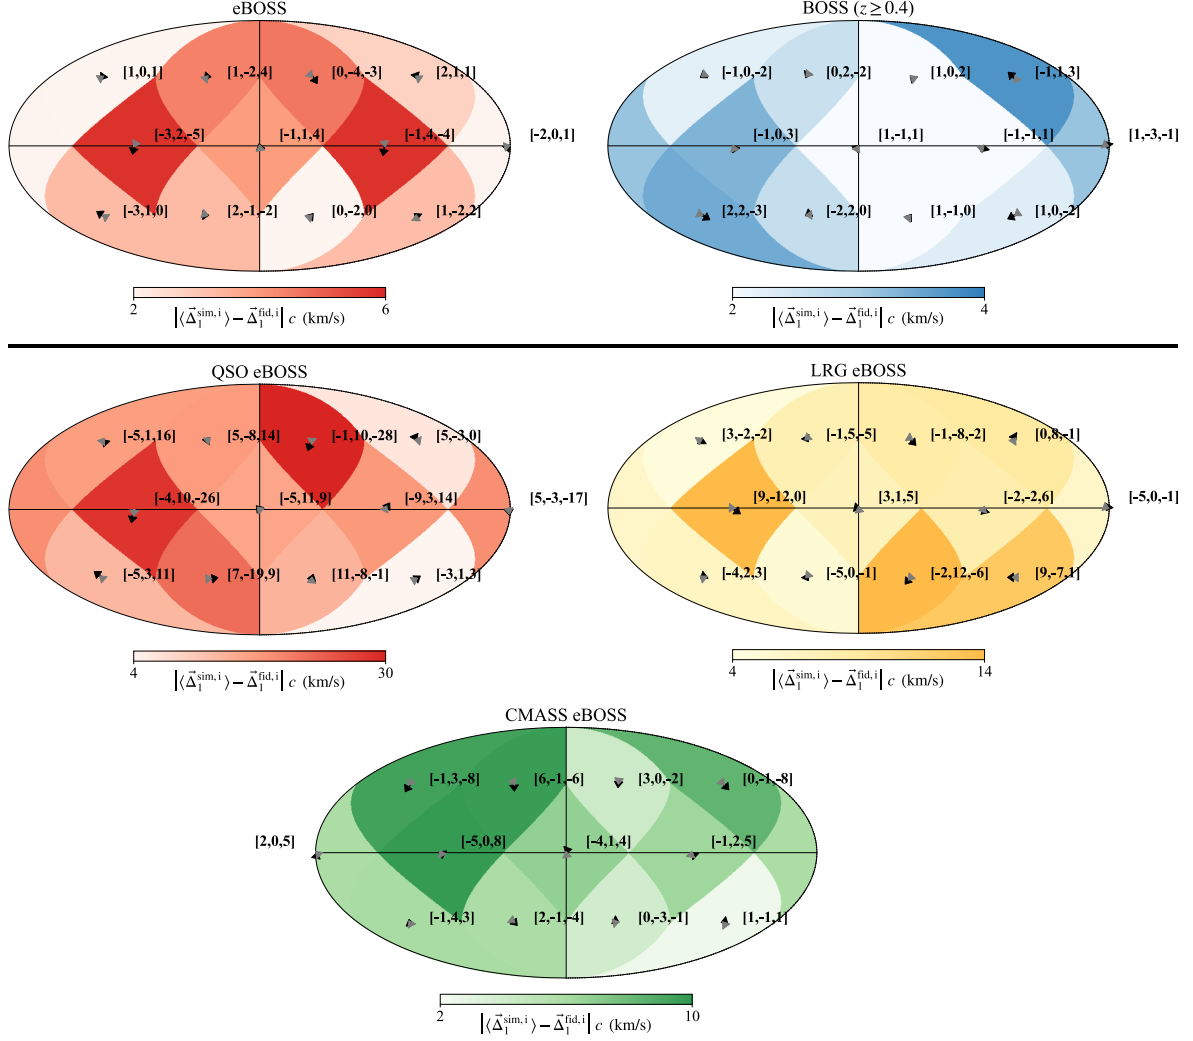 eBOSS
BOSS (z ≥ 0.4)
[1,0,1] [1,-2,4] [0,-4,-3] [2,1,1]
[-1,0,-2] [0,2,-2] [1,0,2] [-1,1,3]
[-3,2,-5] [-1,1,4] [-1,4,-4] [-2,0,1]
[-1,0,3] [1,-1,1] [-1,-1,1] [1,-3,-1]
[-3,1,0] [2,-1,-2] [0,-2,0] [1,-2,2]
[2,2,-3] [-2,2,0] [1,-1,0] [1,0,-2]
2 6
|⟨Δ⃗₁^sim,i⟩ − Δ⃗₁^fid,i| c (km/s)
2 4
|⟨Δ⃗₁^sim,i⟩ − Δ⃗₁^fid,i| c (km/s)
QSO eBOSS
LRG eBOSS
[-5,1,16] [5,-8,14] [-1,10,-28] [5,-3,0]
[3,-2,-2] [-1,5,-5] [-1,-8,-2] [0,8,-1]
[-4,10,-26] [-5,11,9] [-9,3,14] [5,-3,-17]
[9,-12,0] [3,1,5] [-2,-2,6] [-5,0,-1]
[-5,3,11] [7,-19,9] [11,-8,-1] [-3,1,3]
[-4,2,3] [-5,0,-1] [-2,12,-6] [9,-7,1]
4 30
|⟨Δ⃗₁^sim,i⟩ − Δ⃗₁^fid,i| c (km/s)
4 14
|⟨Δ⃗₁^sim,i⟩ − Δ⃗₁^fid,i| c (km/s)
CMASS eBOSS
[-1,3,-8] [6,-1,-6] [3,0,-2] [0,-1,-8]
[2,0,5] [-5,0,8] [-4,1,4] [-1,2,5]
[-1,4,3] [2,-1,-4] [0,-3,-1] [1,-1,1]
2 10
|⟨Δ⃗₁^sim,i⟩ − Δ⃗₁^fid,i| c (km/s)